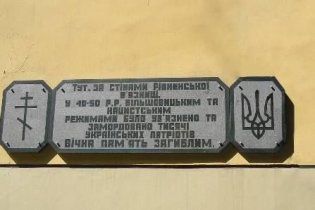 ТУТ, ЗА СТІНАМИ РІВНЕНСЬКОЇ
В'ЯЗНИЦІ,
У 40-50 Р.Р. БІЛЬШОВИЦЬКИМ ТА
НАЦИСТСЬКИМ
РЕЖИМАМИ БУЛО УВ'ЯЗНЕНО ТА
ЗАМОРДОВАНО ТИСЯЧІ
УКРАЇНСЬКИХ ПАТРІОТІВ
ВІЧНА ПАМ'ЯТЬ ЗАГИБЛИМ.